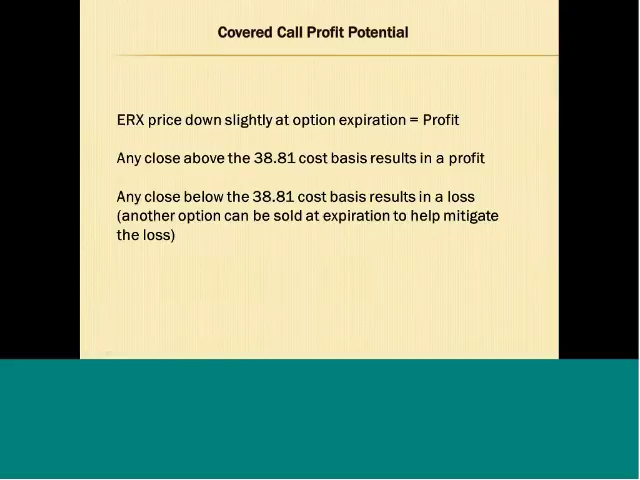 Covered Call Profit Potential
ERX price down slightly at option expiration = Profit
Any close above the 38.81 cost basis results in a profit
Any close below the 38.81 cost basis results in a loss
(another option can be sold at expiration to help mitigate
the loss)